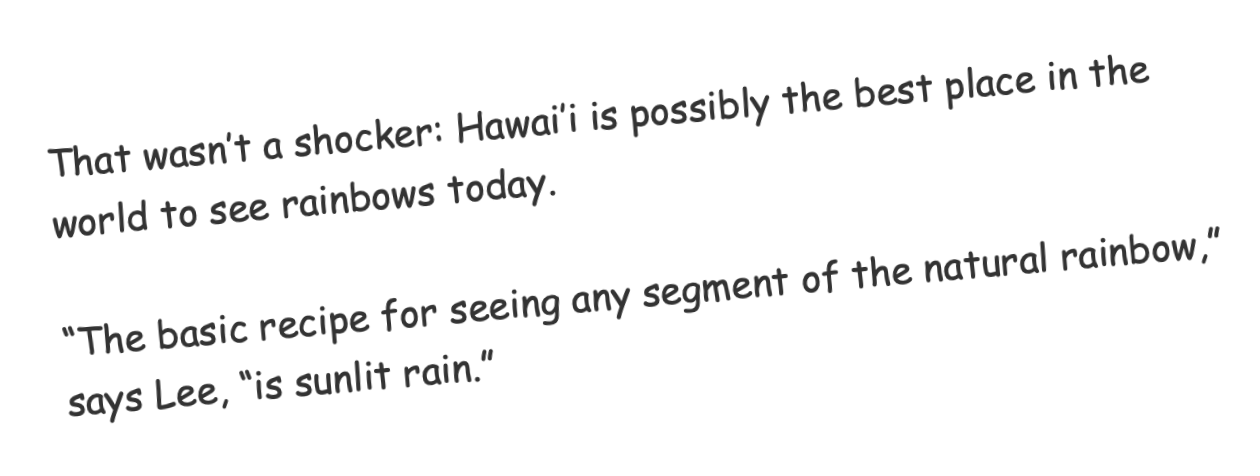 That wasn't a shocker: Hawai'i is possibly the best place in the
world to see rainbows today.
“The basic recipe for seeing any segment of the natural rainbow,”
says Lee, “is sunlit rain.”